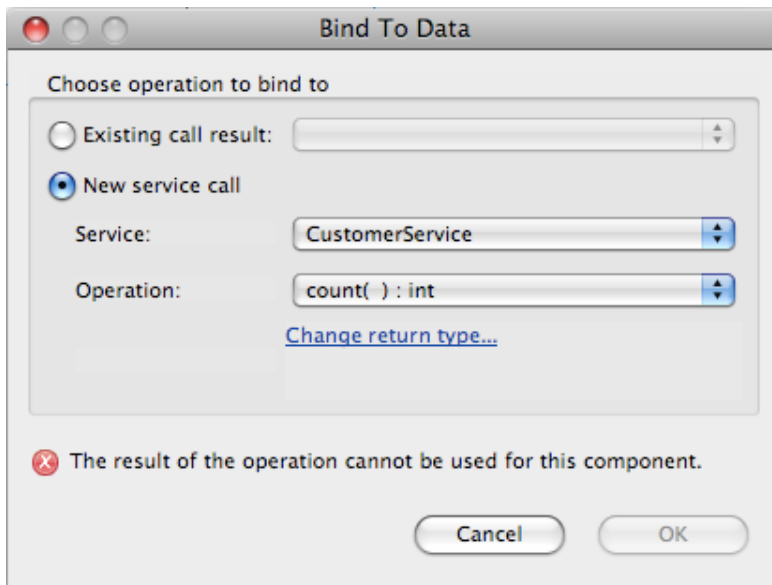 Bind To Data
Choose operation to bind to
Existing call result:
New service call
Service: CustomerService
Operation: count( ) : int
Change return type...
The result of the operation cannot be used for this component.
Cancel OK